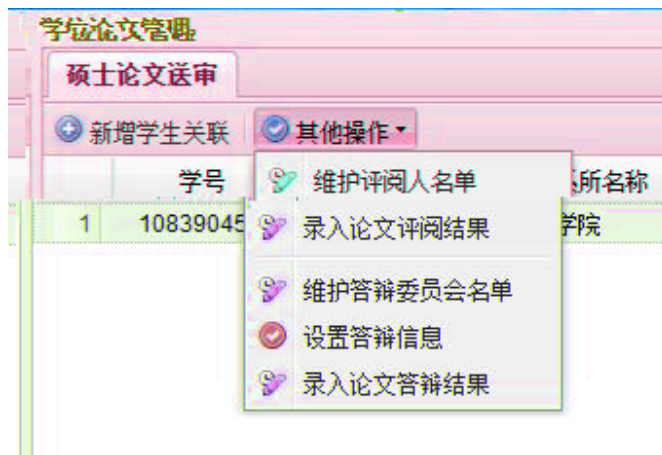 学位论文管理
硕士论文送审
新增学生关联 其他操作
学号 所名称
维护评阅人名单
1 10839045 学院
录入论文评阅结果
维护答辩委员会名单
设置答辩信息
录入论文答辩结果